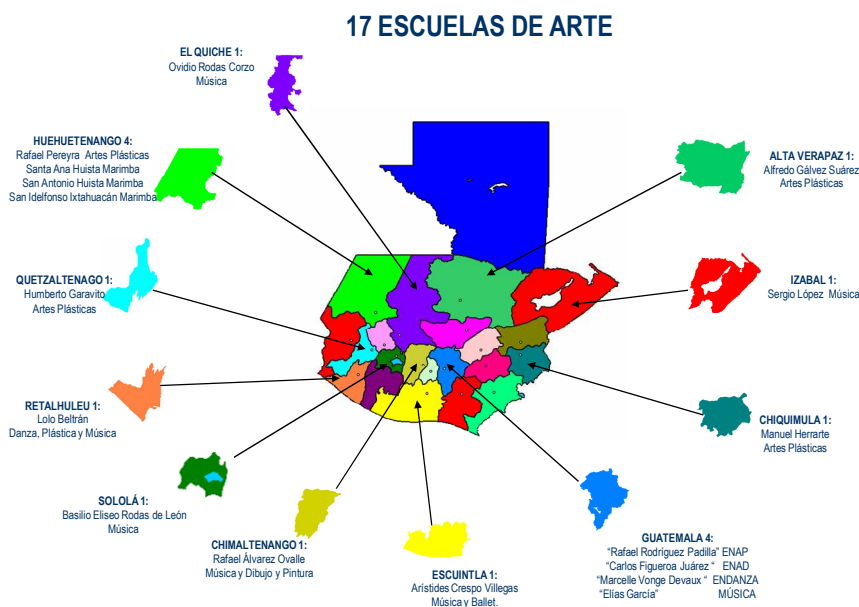 17 ESCUELAS DE ARTE
EL QUICHE 1:
Ovidio Rodas Corzo
Música
HUEHUETENANGO 4:
Rafael Pereyra Artes Plásticas
Santa Ana Huista Marimba
San Antonio Huista Marimba
San Idelfonso Ixtahuacán Marimba
ALTA VERAPAZ 1:
Alfredo Gálvez Suárez
Artes Plásticas
QUETZALTENAGO 1:
Humberto Garavito
Artes Plásticas
IZABAL 1:
Sergio López Música
RETALHULEU 1:
Lolo Beltrán
Danza, Plástica y Música
CHIQUIMULA 1:
Manuel Herrarte
Artes Plásticas
SOLOLÁ 1:
Basilio Eliseo Rodas de León
Música
CHIMALTENANGO 1:
Rafael Álvarez Ovalle
Música y Dibujo y Pintura
ESCUINTLA 1:
Arístides Crespo Villegas
Música y Ballet.
GUATEMALA 4:
“Rafael Rodríguez Padilla” ENAP
“Carlos Figueroa Juárez “ ENAD
“Marcelle Vonge Devaux “ ENDANZA
“Elías García” MÚSICA